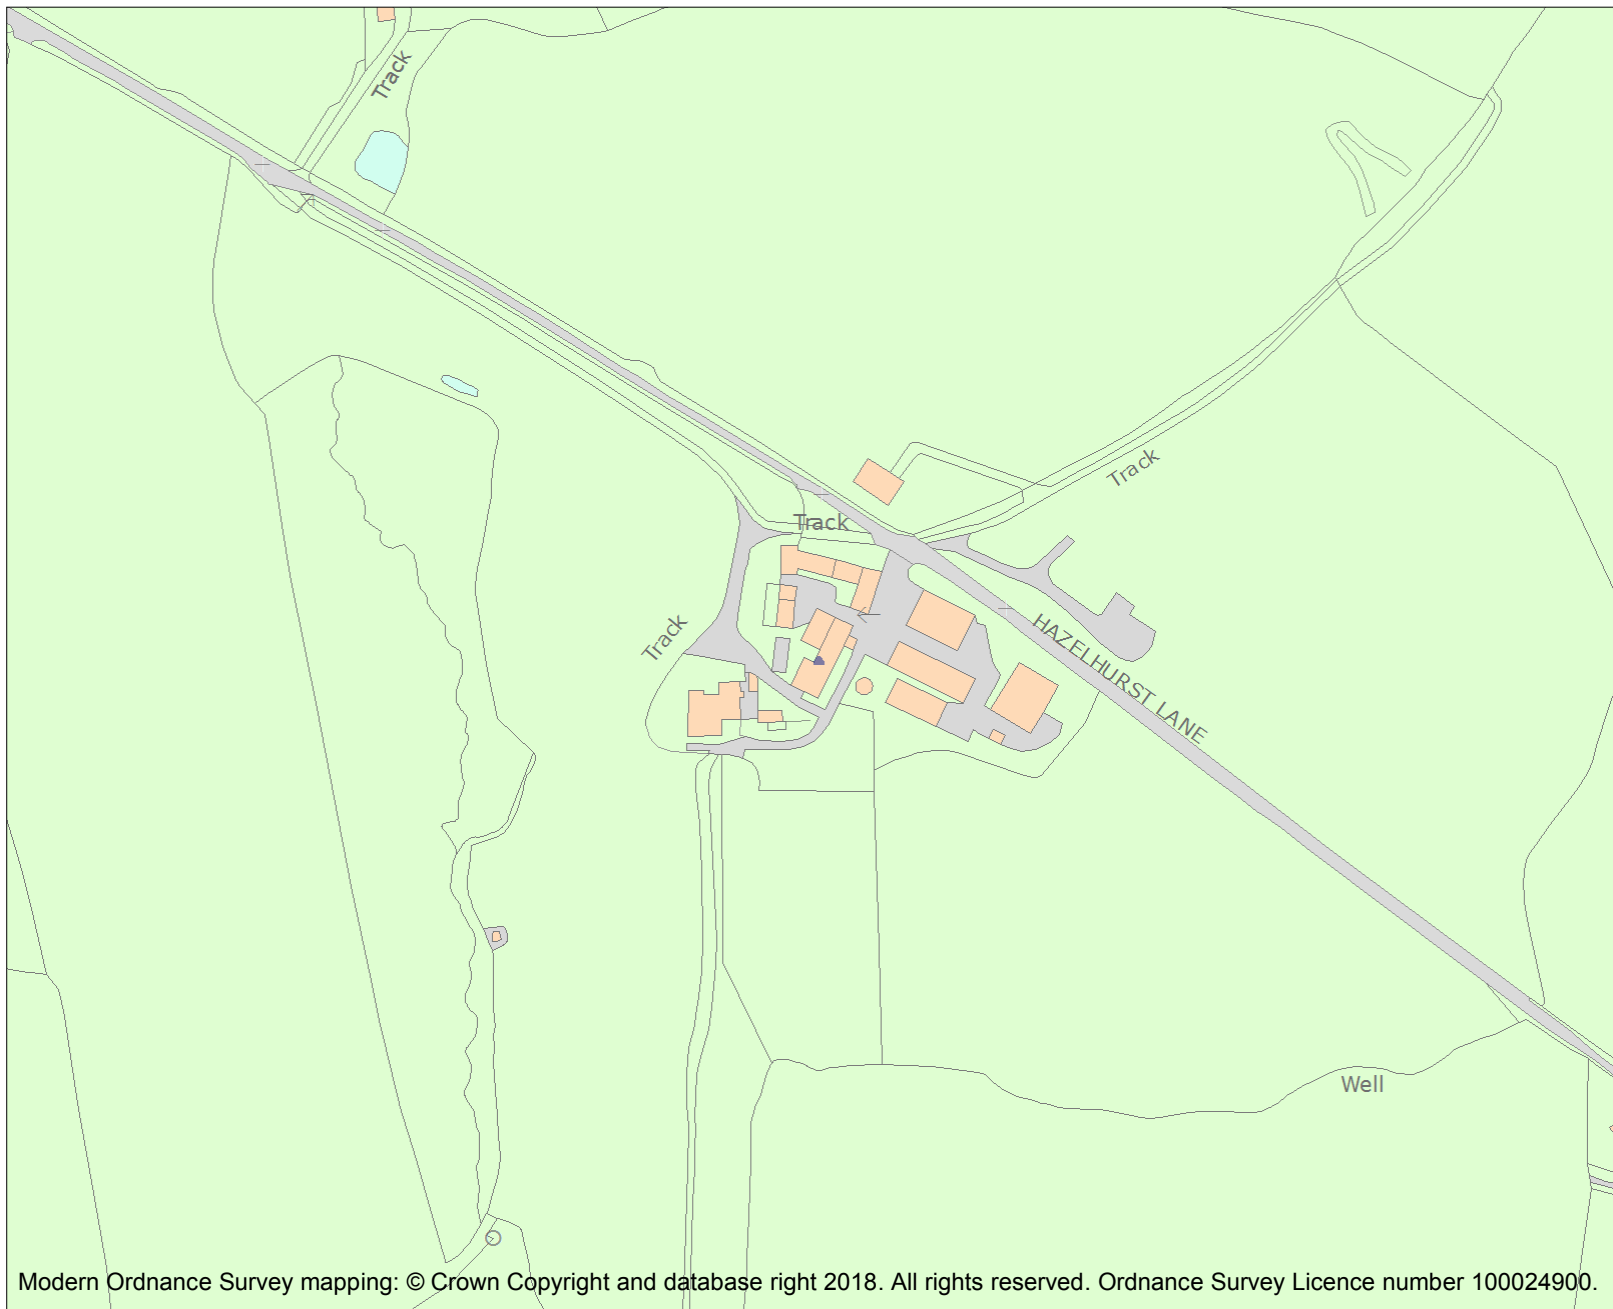 Track
Track
Track
Track
HAZELHURST LANE
Well
Modern Ordnance Survey mapping: © Crown Copyright and database right 2018. All rights reserved. Ordnance Survey Licence number 100024900.